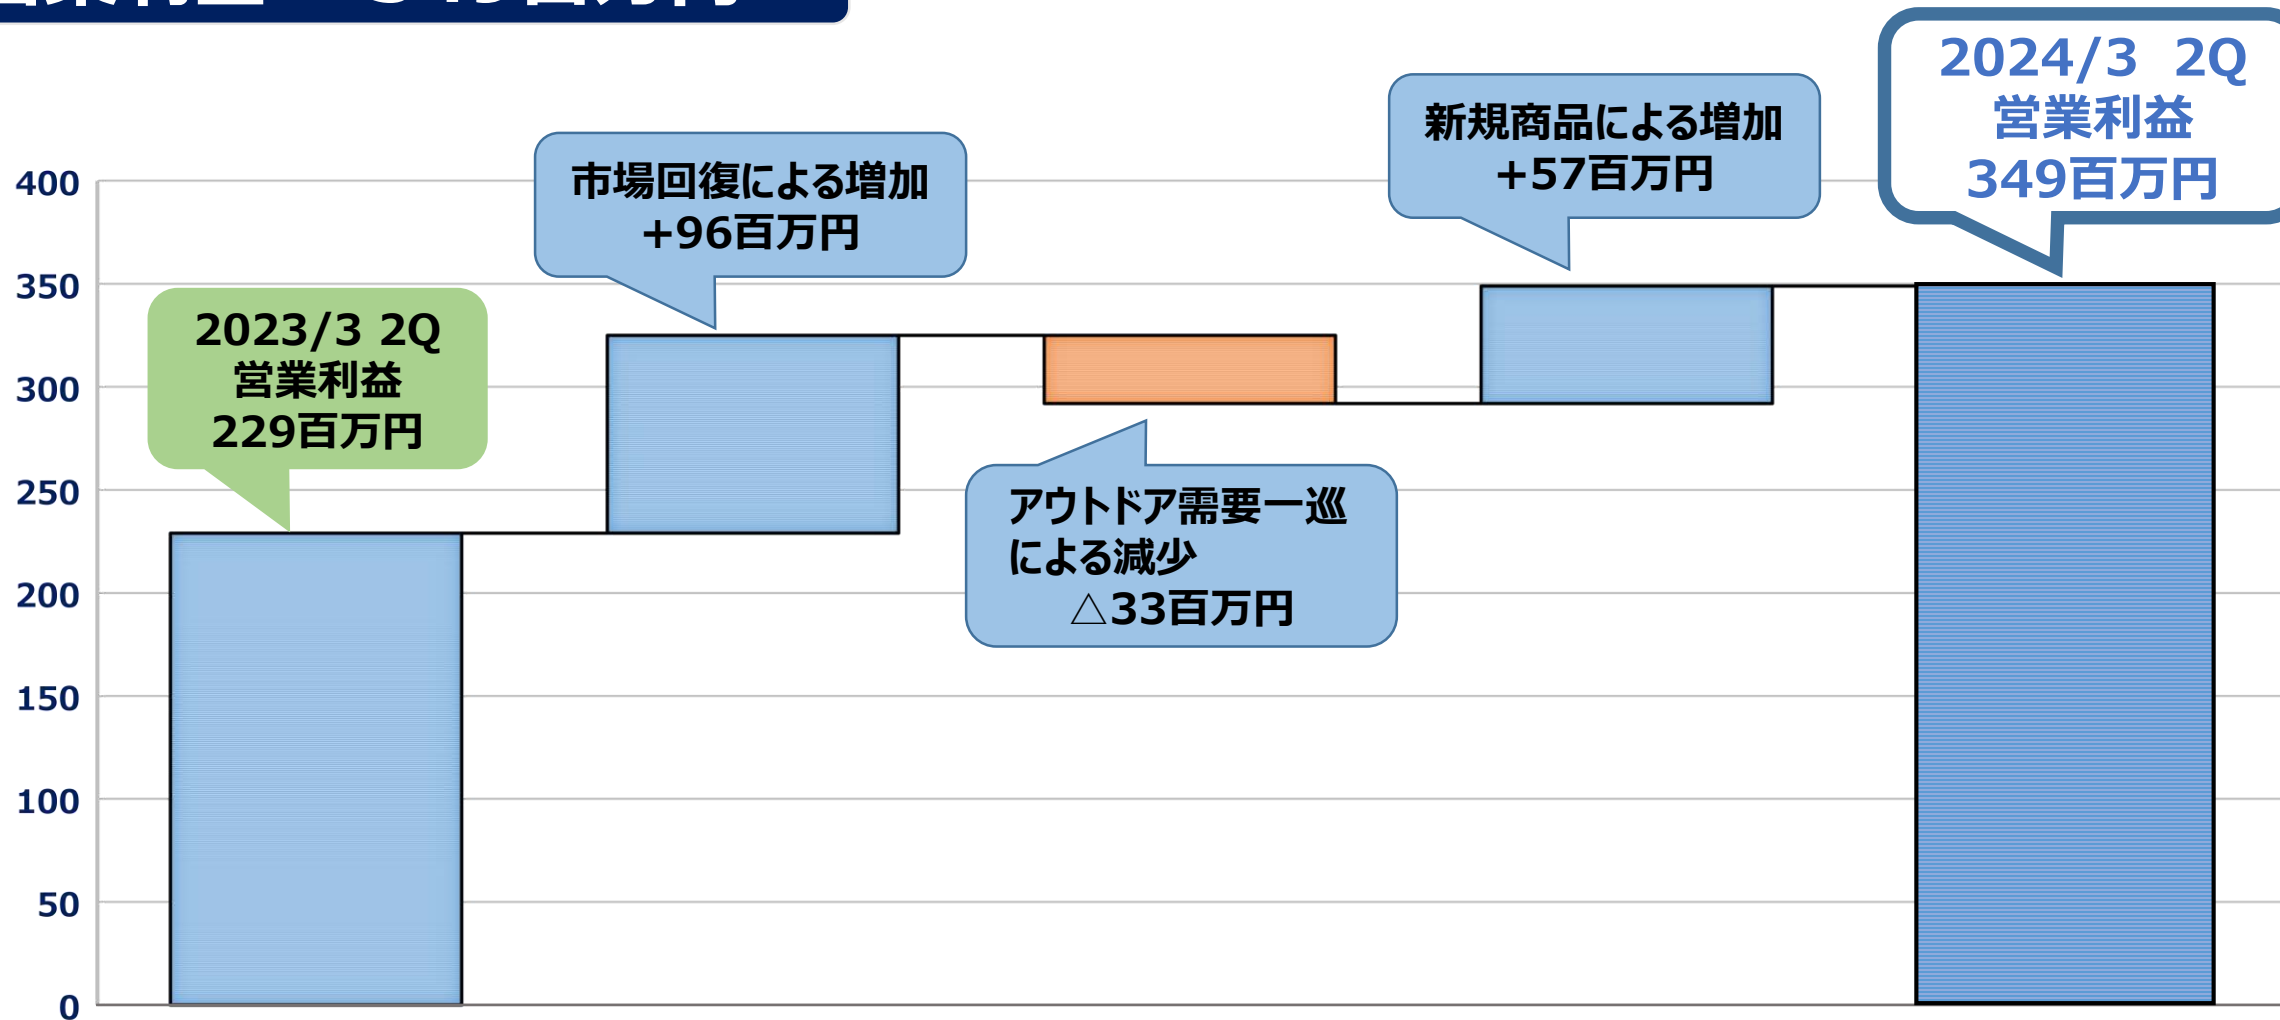 2024/3 2Q
営業利益
349百万円
新規商品による増加
+57百万円
市場回復による増加
+96百万円
2023/3 2Q
営業利益
229百万円
アウトドア需要一巡
による減少
△33百万円
400
350
300
250
200
150
100
50
0